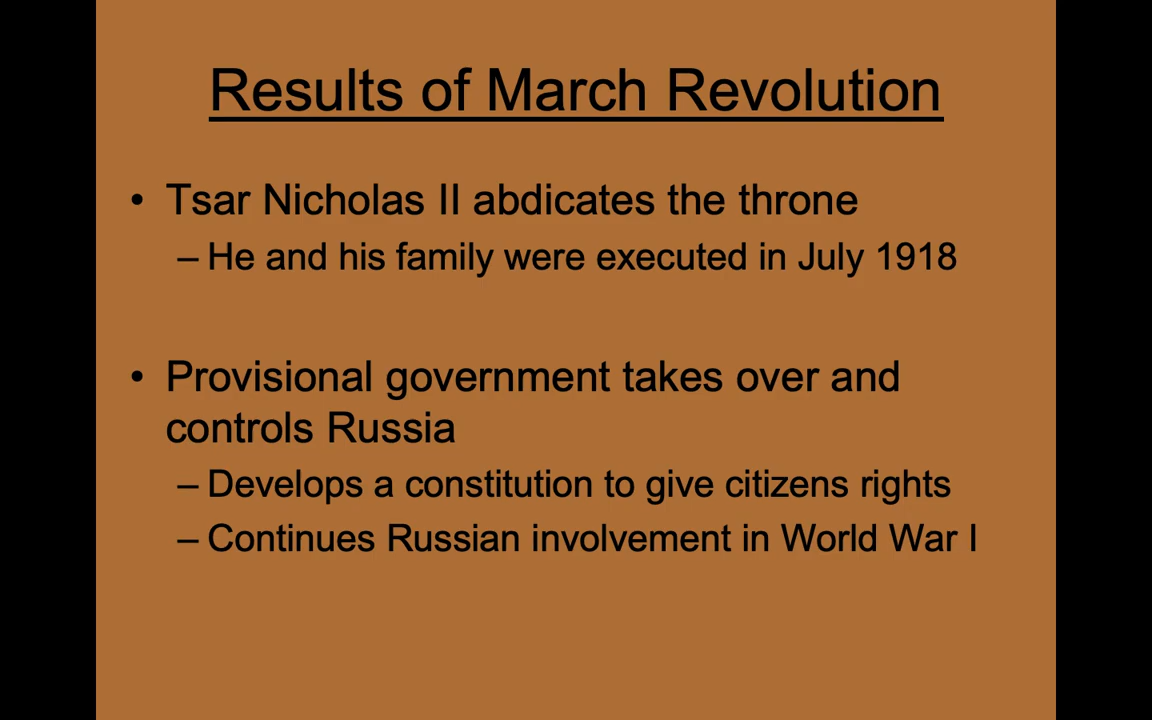 Results of March Revolution
• Tsar Nicholas II abdicates the throne
– He and his family were executed in July 1918
• Provisional government takes over and
controls Russia
– Develops a constitution to give citizens rights
– Continues Russian involvement in World War I